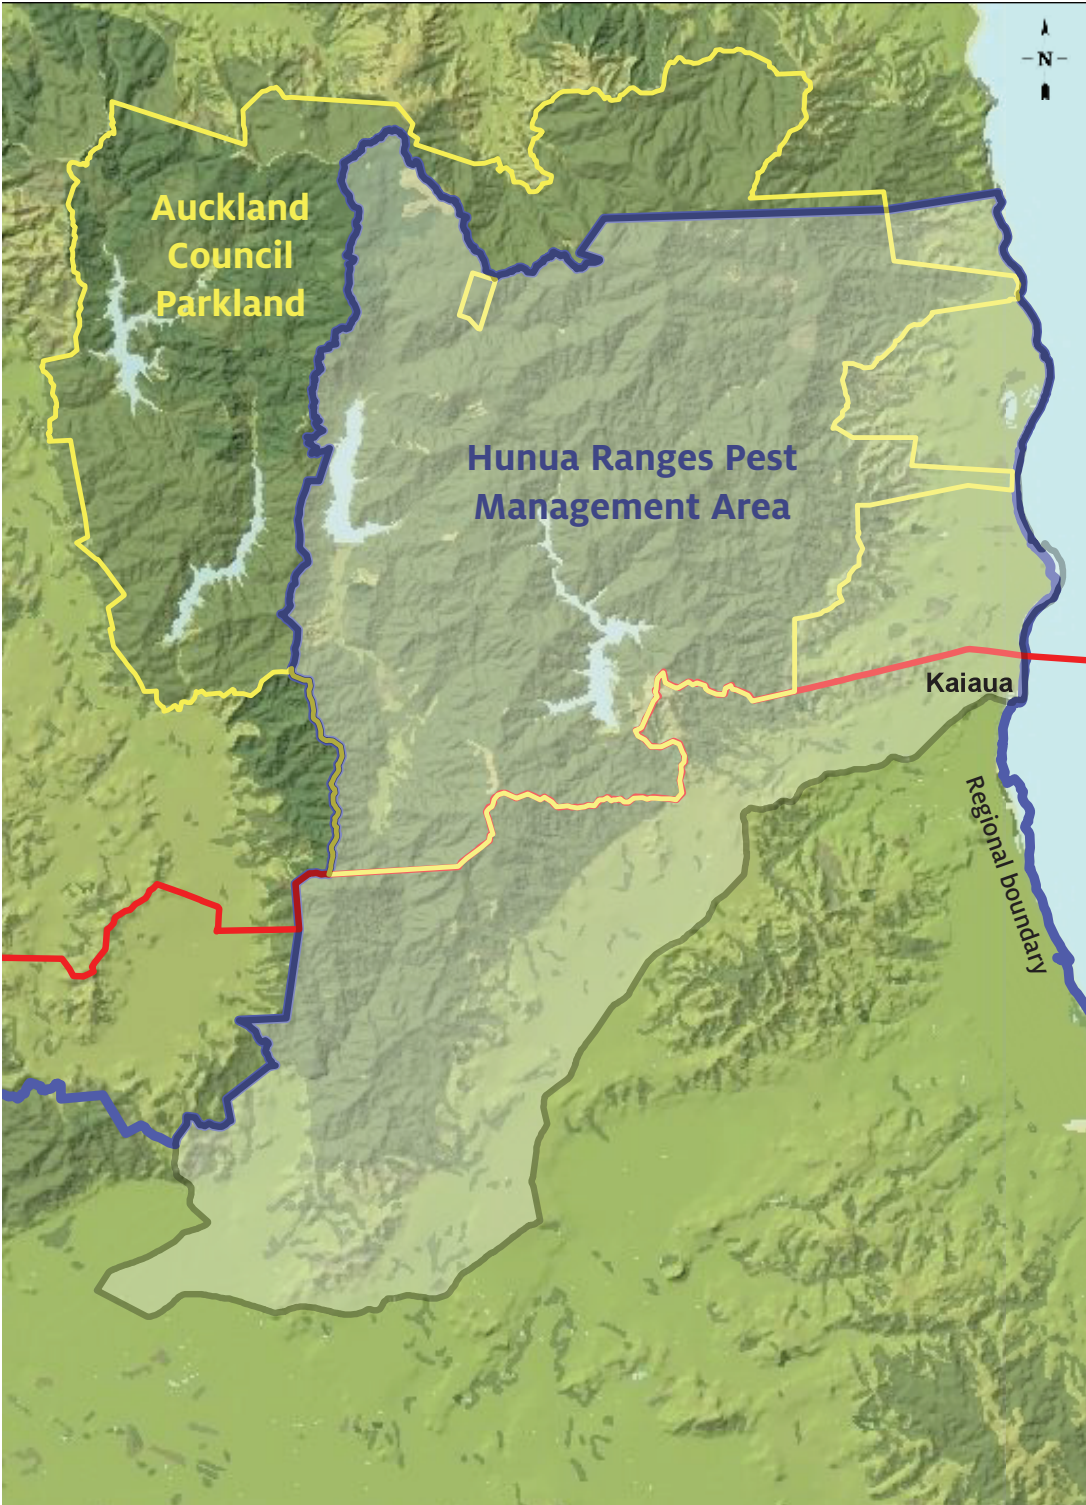 N
Auckland
Council
Parkland
Hunua Ranges Pest
Management Area
Kaiaua
Regional boundary